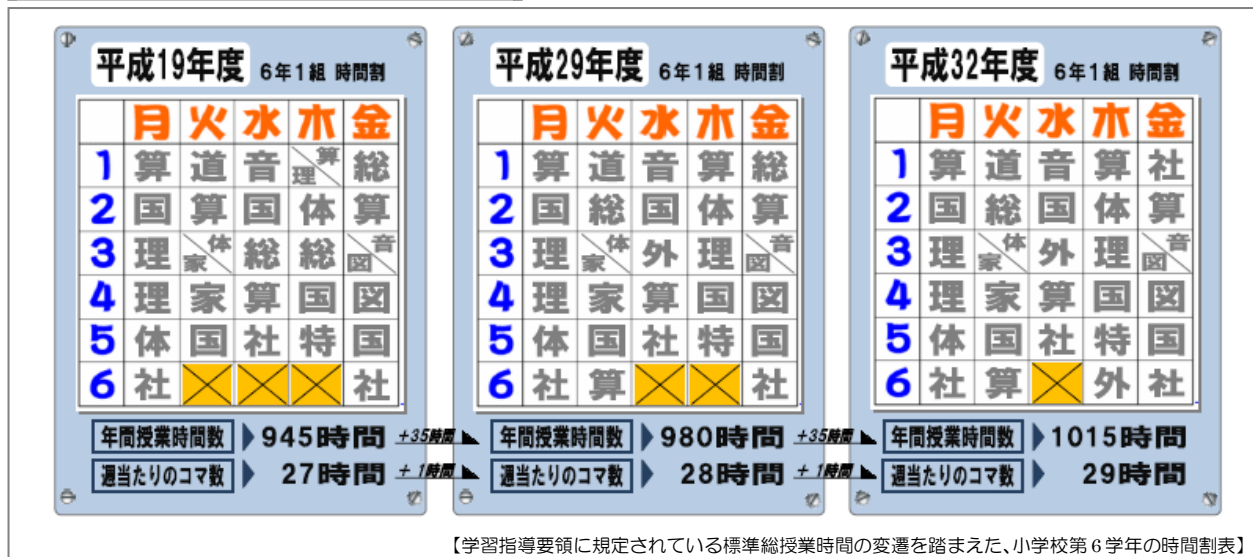 平成19年度 6年1組 時間割
月 火 水 木 金
1 算 道 音 算/理 総
2 国 算 国 体 算
3 理 体/家 総 総 音/図
4 理 家 算 国 図
5 体 国 社 特 国
6 社 社
年間授業時間数 945時間 +35時間
週当たりのコマ数 27時間 +1時間
平成29年度 6年1組 時間割
月 火 水 木 金
1 算 道 音 算 総
2 国 総 国 体 算
3 理 体/家 外 理 音/図
4 理 家 算 国 図
5 体 国 社 特 国
6 社 算 社
年間授業時間数 980時間 +35時間
週当たりのコマ数 28時間 +1時間
平成32年度 6年1組 時間割
月 火 水 木 金
1 算 道 音 算 社
2 国 総 国 体 算
3 理 体/家 外 理 音/図
4 理 家 算 国 図
5 体 国 社 特 国
6 社 算 外 社
年間授業時間数 1015時間
週当たりのコマ数 29時間
【学習指導要領に規定されている標準総授業時間の変遷を踏まえた、小学校第6学年の時間割表】